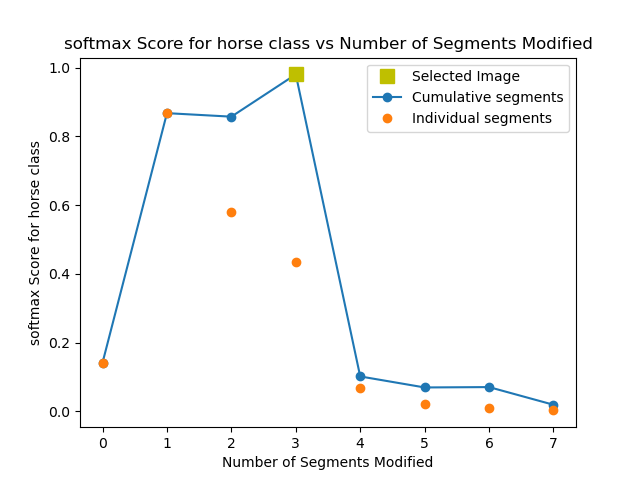 softmax Score for horse class vs Number of Segments Modified
Selected Image
Cumulative segments
Individual segments
softmax Score for horse class
1.0
0.8
0.6
0.4
0.2
0.0
0 1 2 3 4 5 6 7
Number of Segments Modified